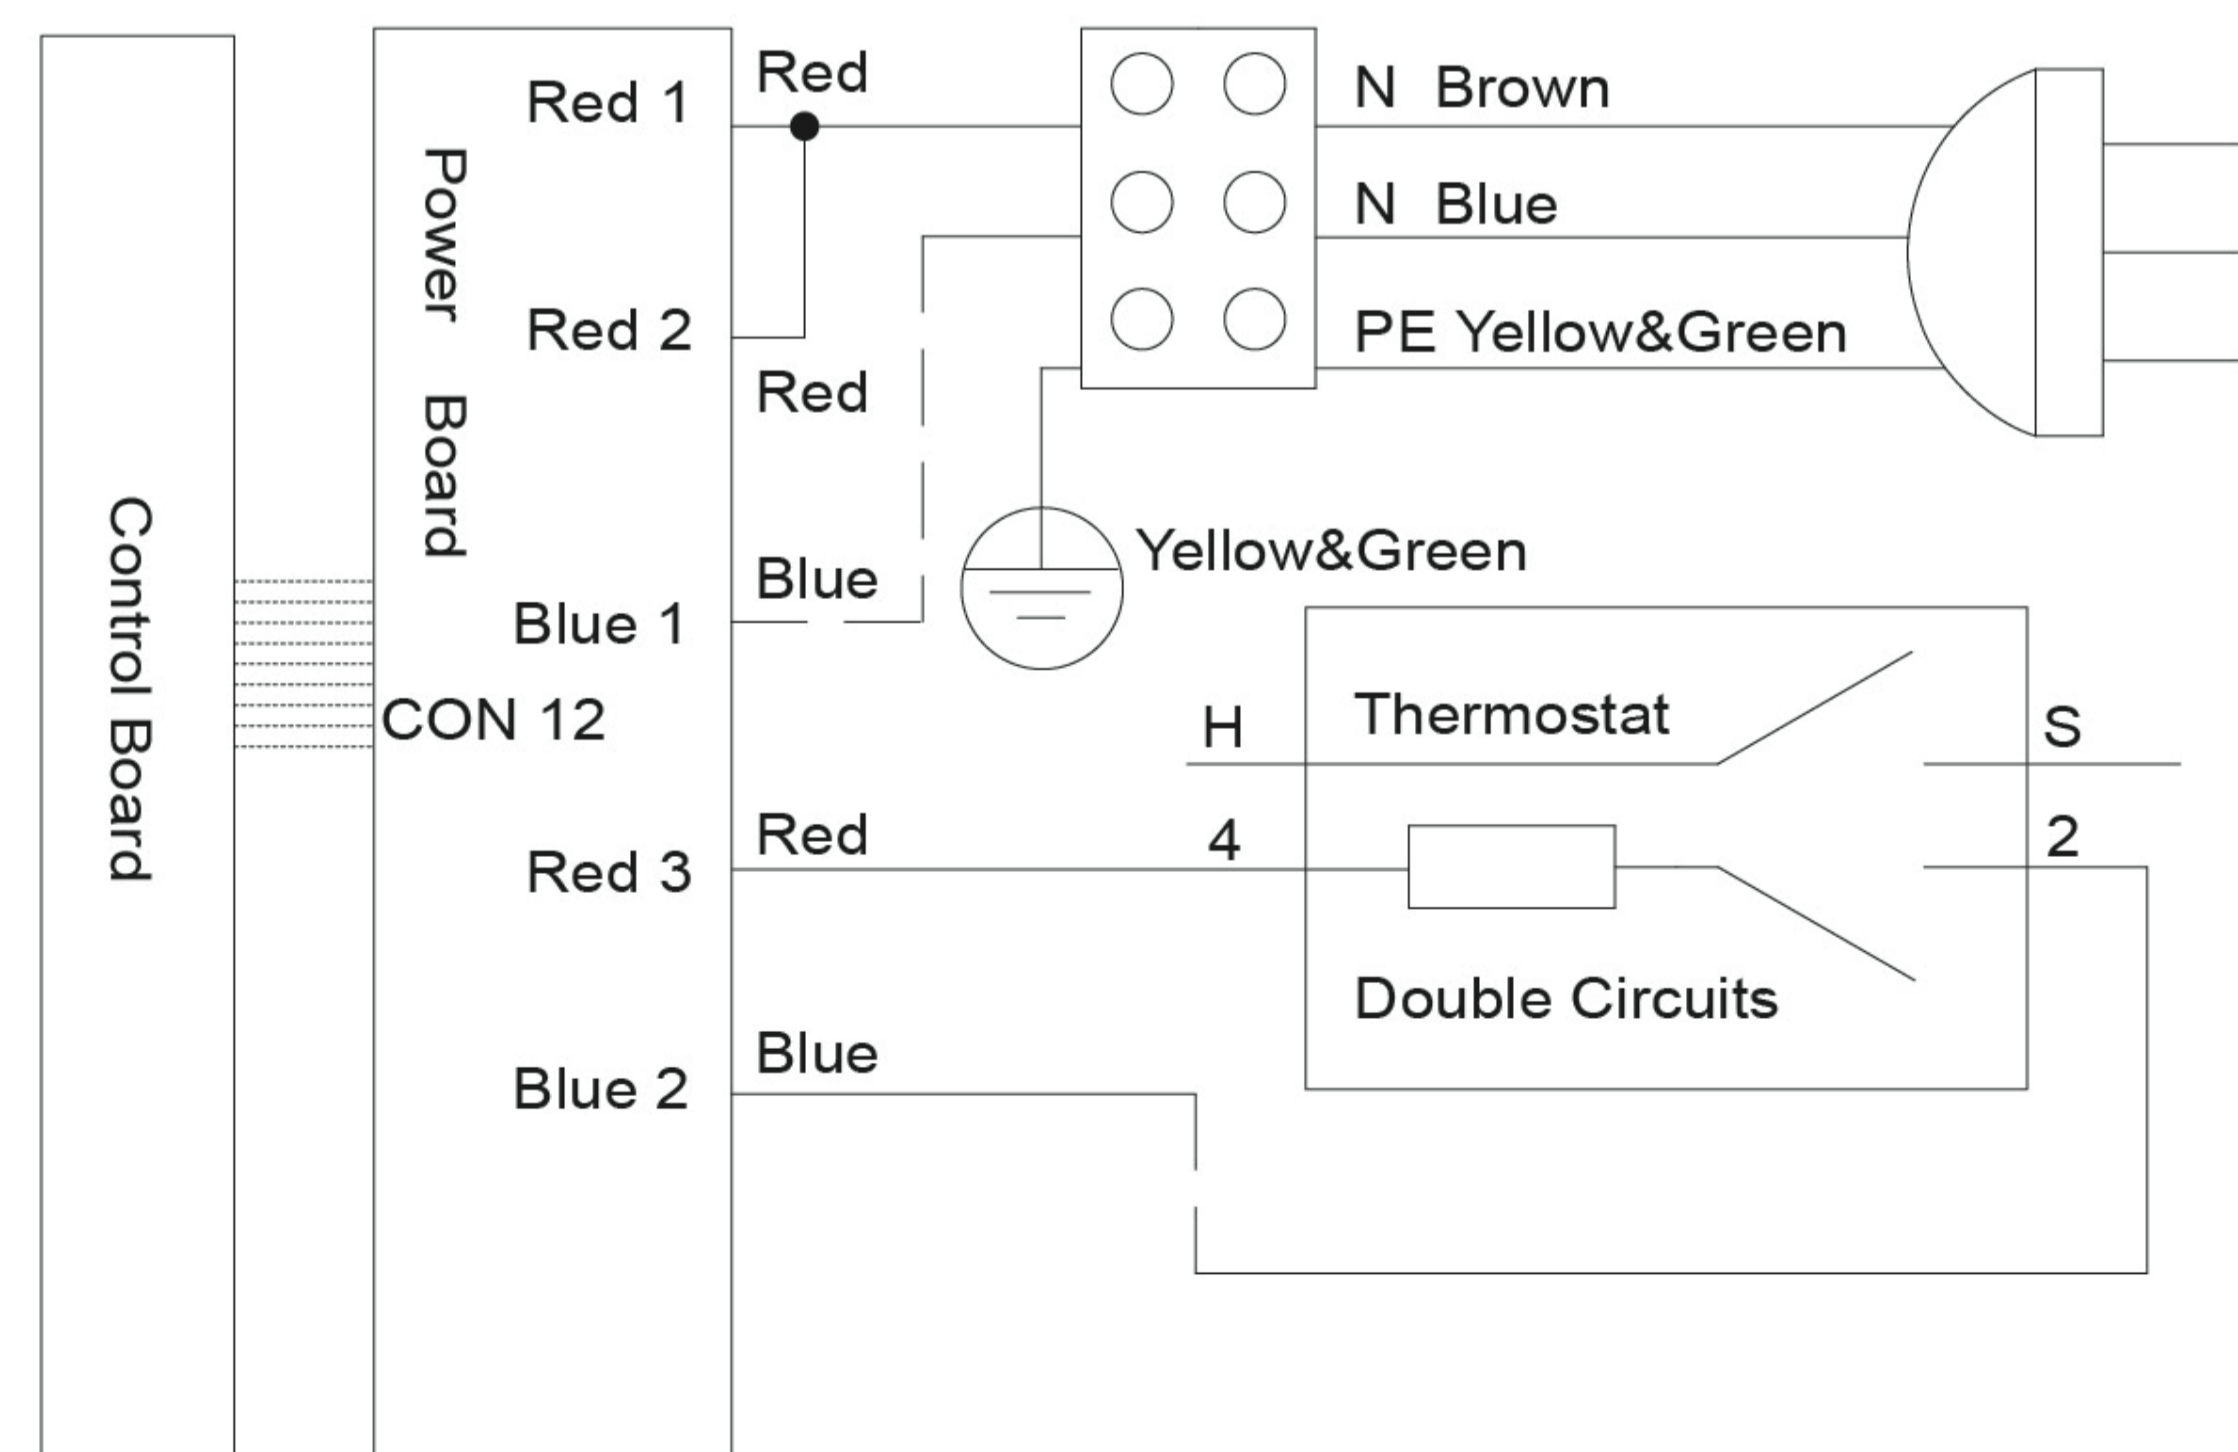 Control Board
Power Board
Red 1
Red
N Brown
N Blue
Red 2
Red
PE Yellow&Green
Yellow&Green
Blue 1
Blue
CON 12
H
Thermostat
S
Red 3
Red
4
2
Double Circuits
Blue 2
Blue